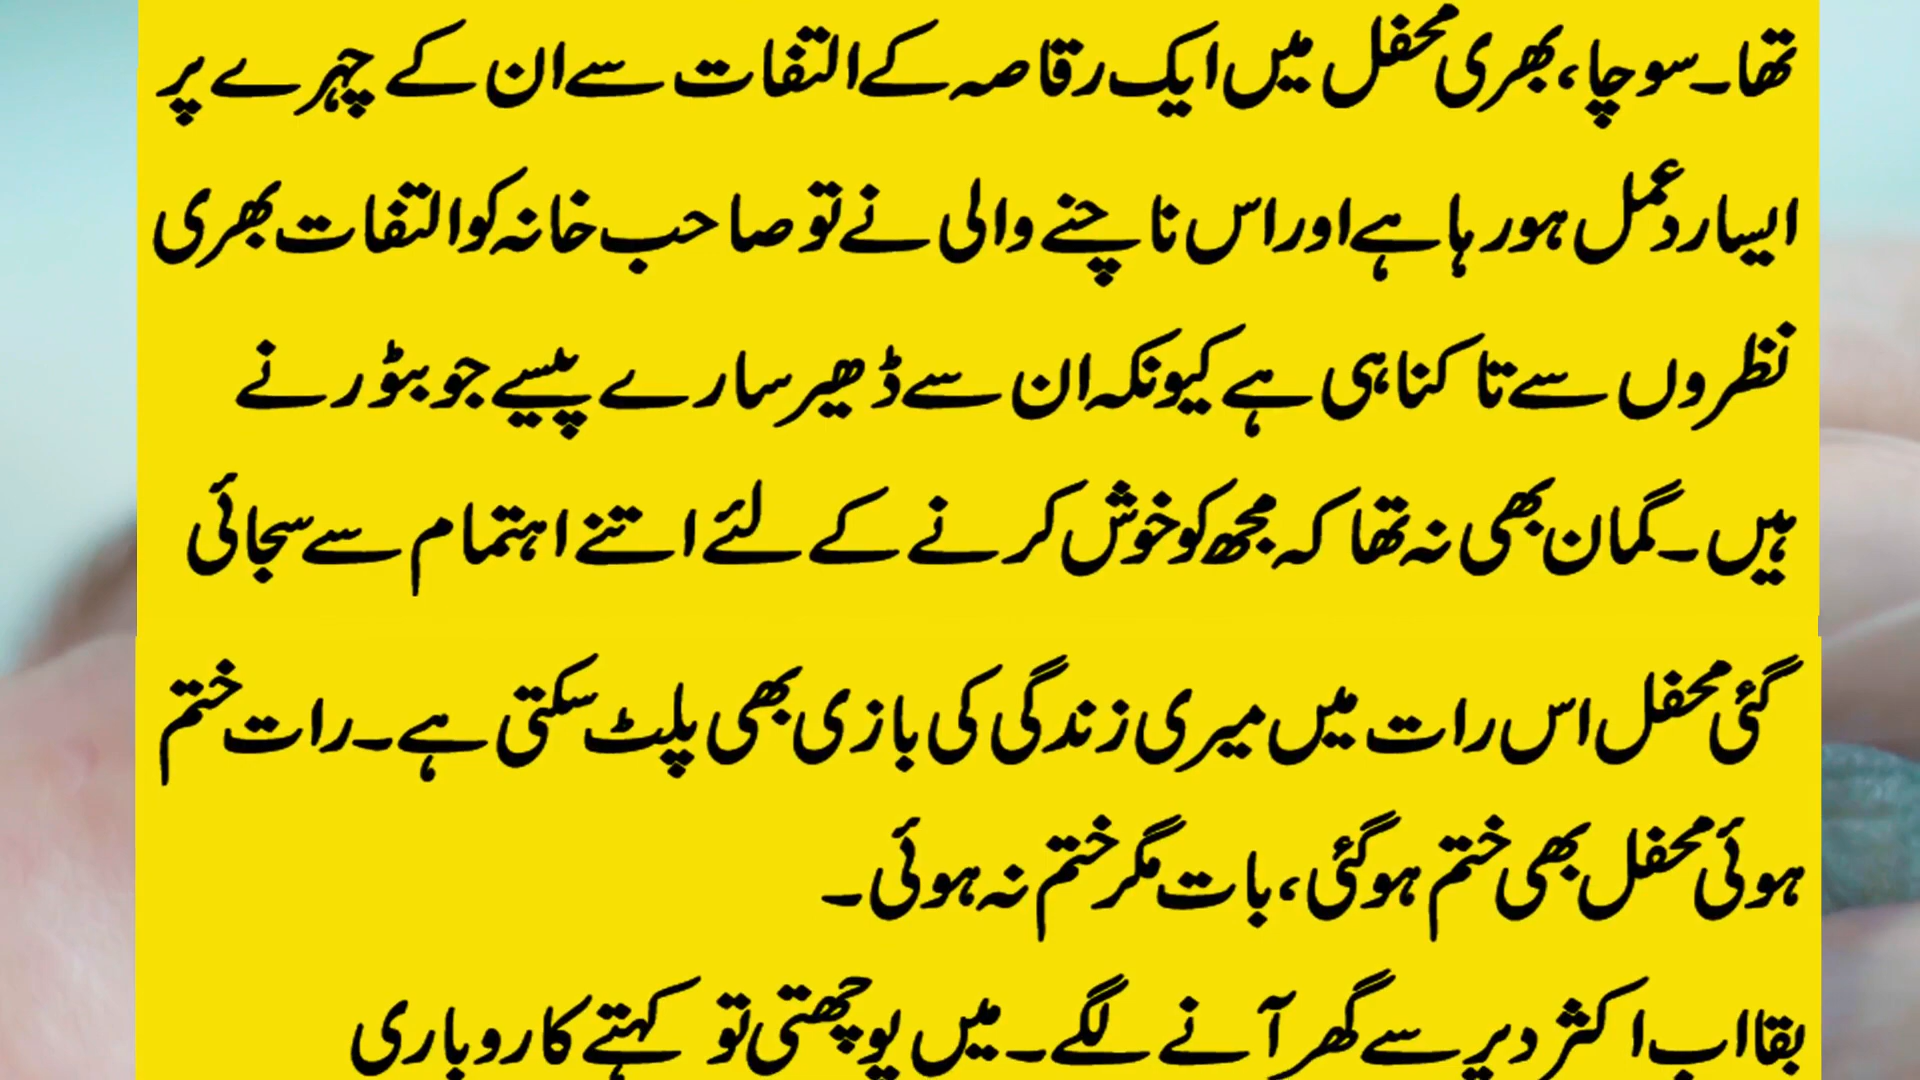 تھا۔ سوچا، بھری محفل میں ایک رقاصہ کے التفات سے ان کے چہرے پر
ایسا ردعمل ہو رہا ہے اور اس ناچنے والی نے تو صاحب خانہ کو التفات بھری
نظروں سے تاکنا ہی ہے کیونکہ ان سے ڈھیر سارے پیسے جو بٹورنے
ہیں۔ گمان بھی نہ تھا کہ مجھ کو خوش کرنے کے لئے اتنے اہتمام سے سجائی
گئی محفل اس رات میں میری زندگی کی بازی بھی پلٹ سکتی ہے۔ رات ختم
ہوئی محفل بھی ختم ہو گئی، بات مگر ختم نہ ہوئی۔
بقا اب اکثر دیر سے گھر آنے لگے۔ میں پوچھتی تو کہتے کاروباری